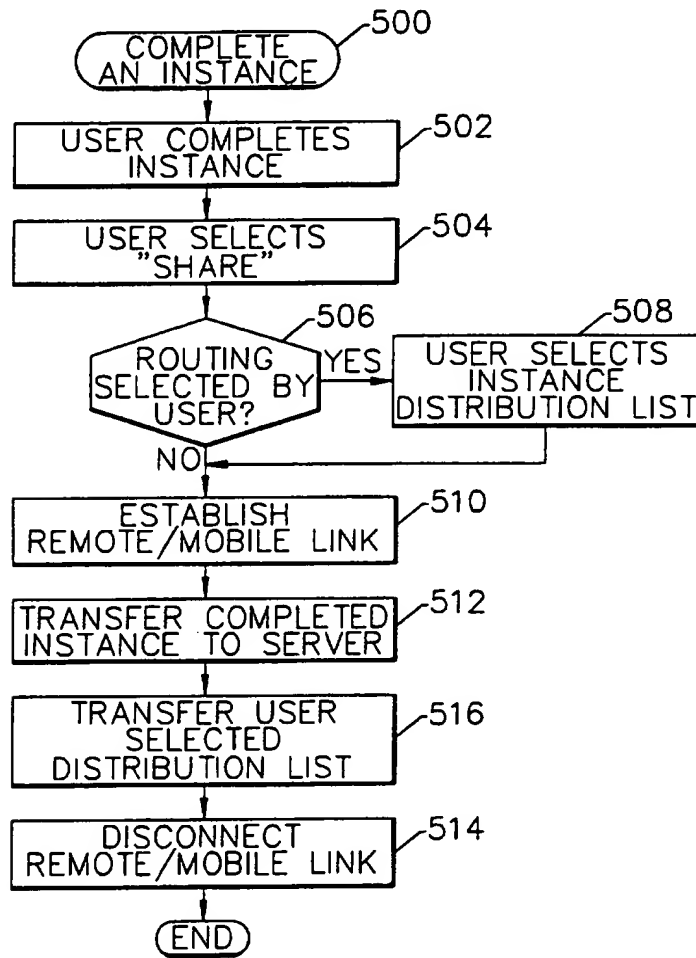 500
COMPLETE
AN INSTANCE
502
USER COMPLETES
INSTANCE
504
USER SELECTS
"SHARE"
506
ROUTING
SELECTED BY
USER?
YES
508
USER SELECTS
INSTANCE
DISTRIBUTION LIST
NO
510
ESTABLISH
REMOTE/MOBILE LINK
512
TRANSFER COMPLETED
INSTANCE TO SERVER
516
TRANSFER USER
SELECTED
DISTRIBUTION LIST
514
DISCONNECT
REMOTE/MOBILE LINK
END